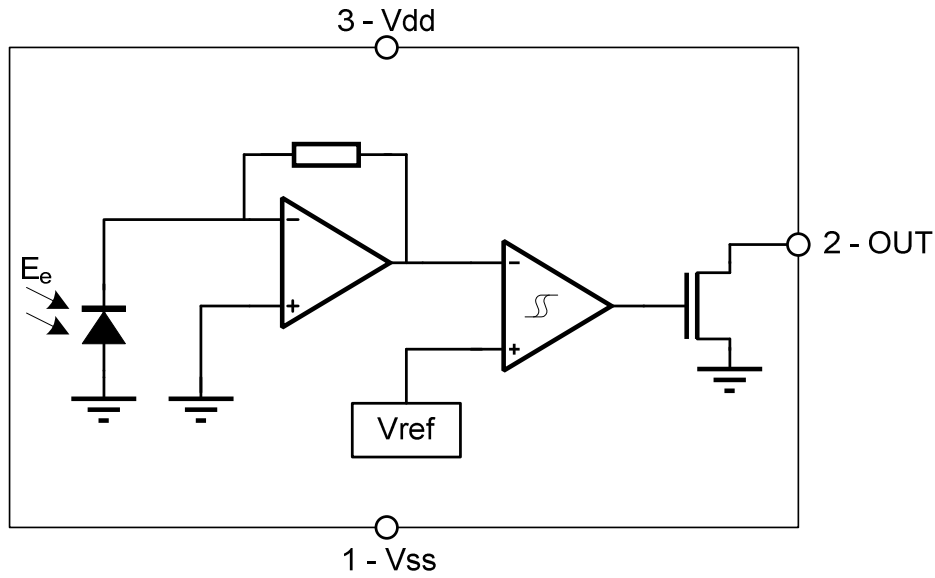 3 - Vdd
2 - OUT
Ee
−
+
−
+
Vref
1 - Vss